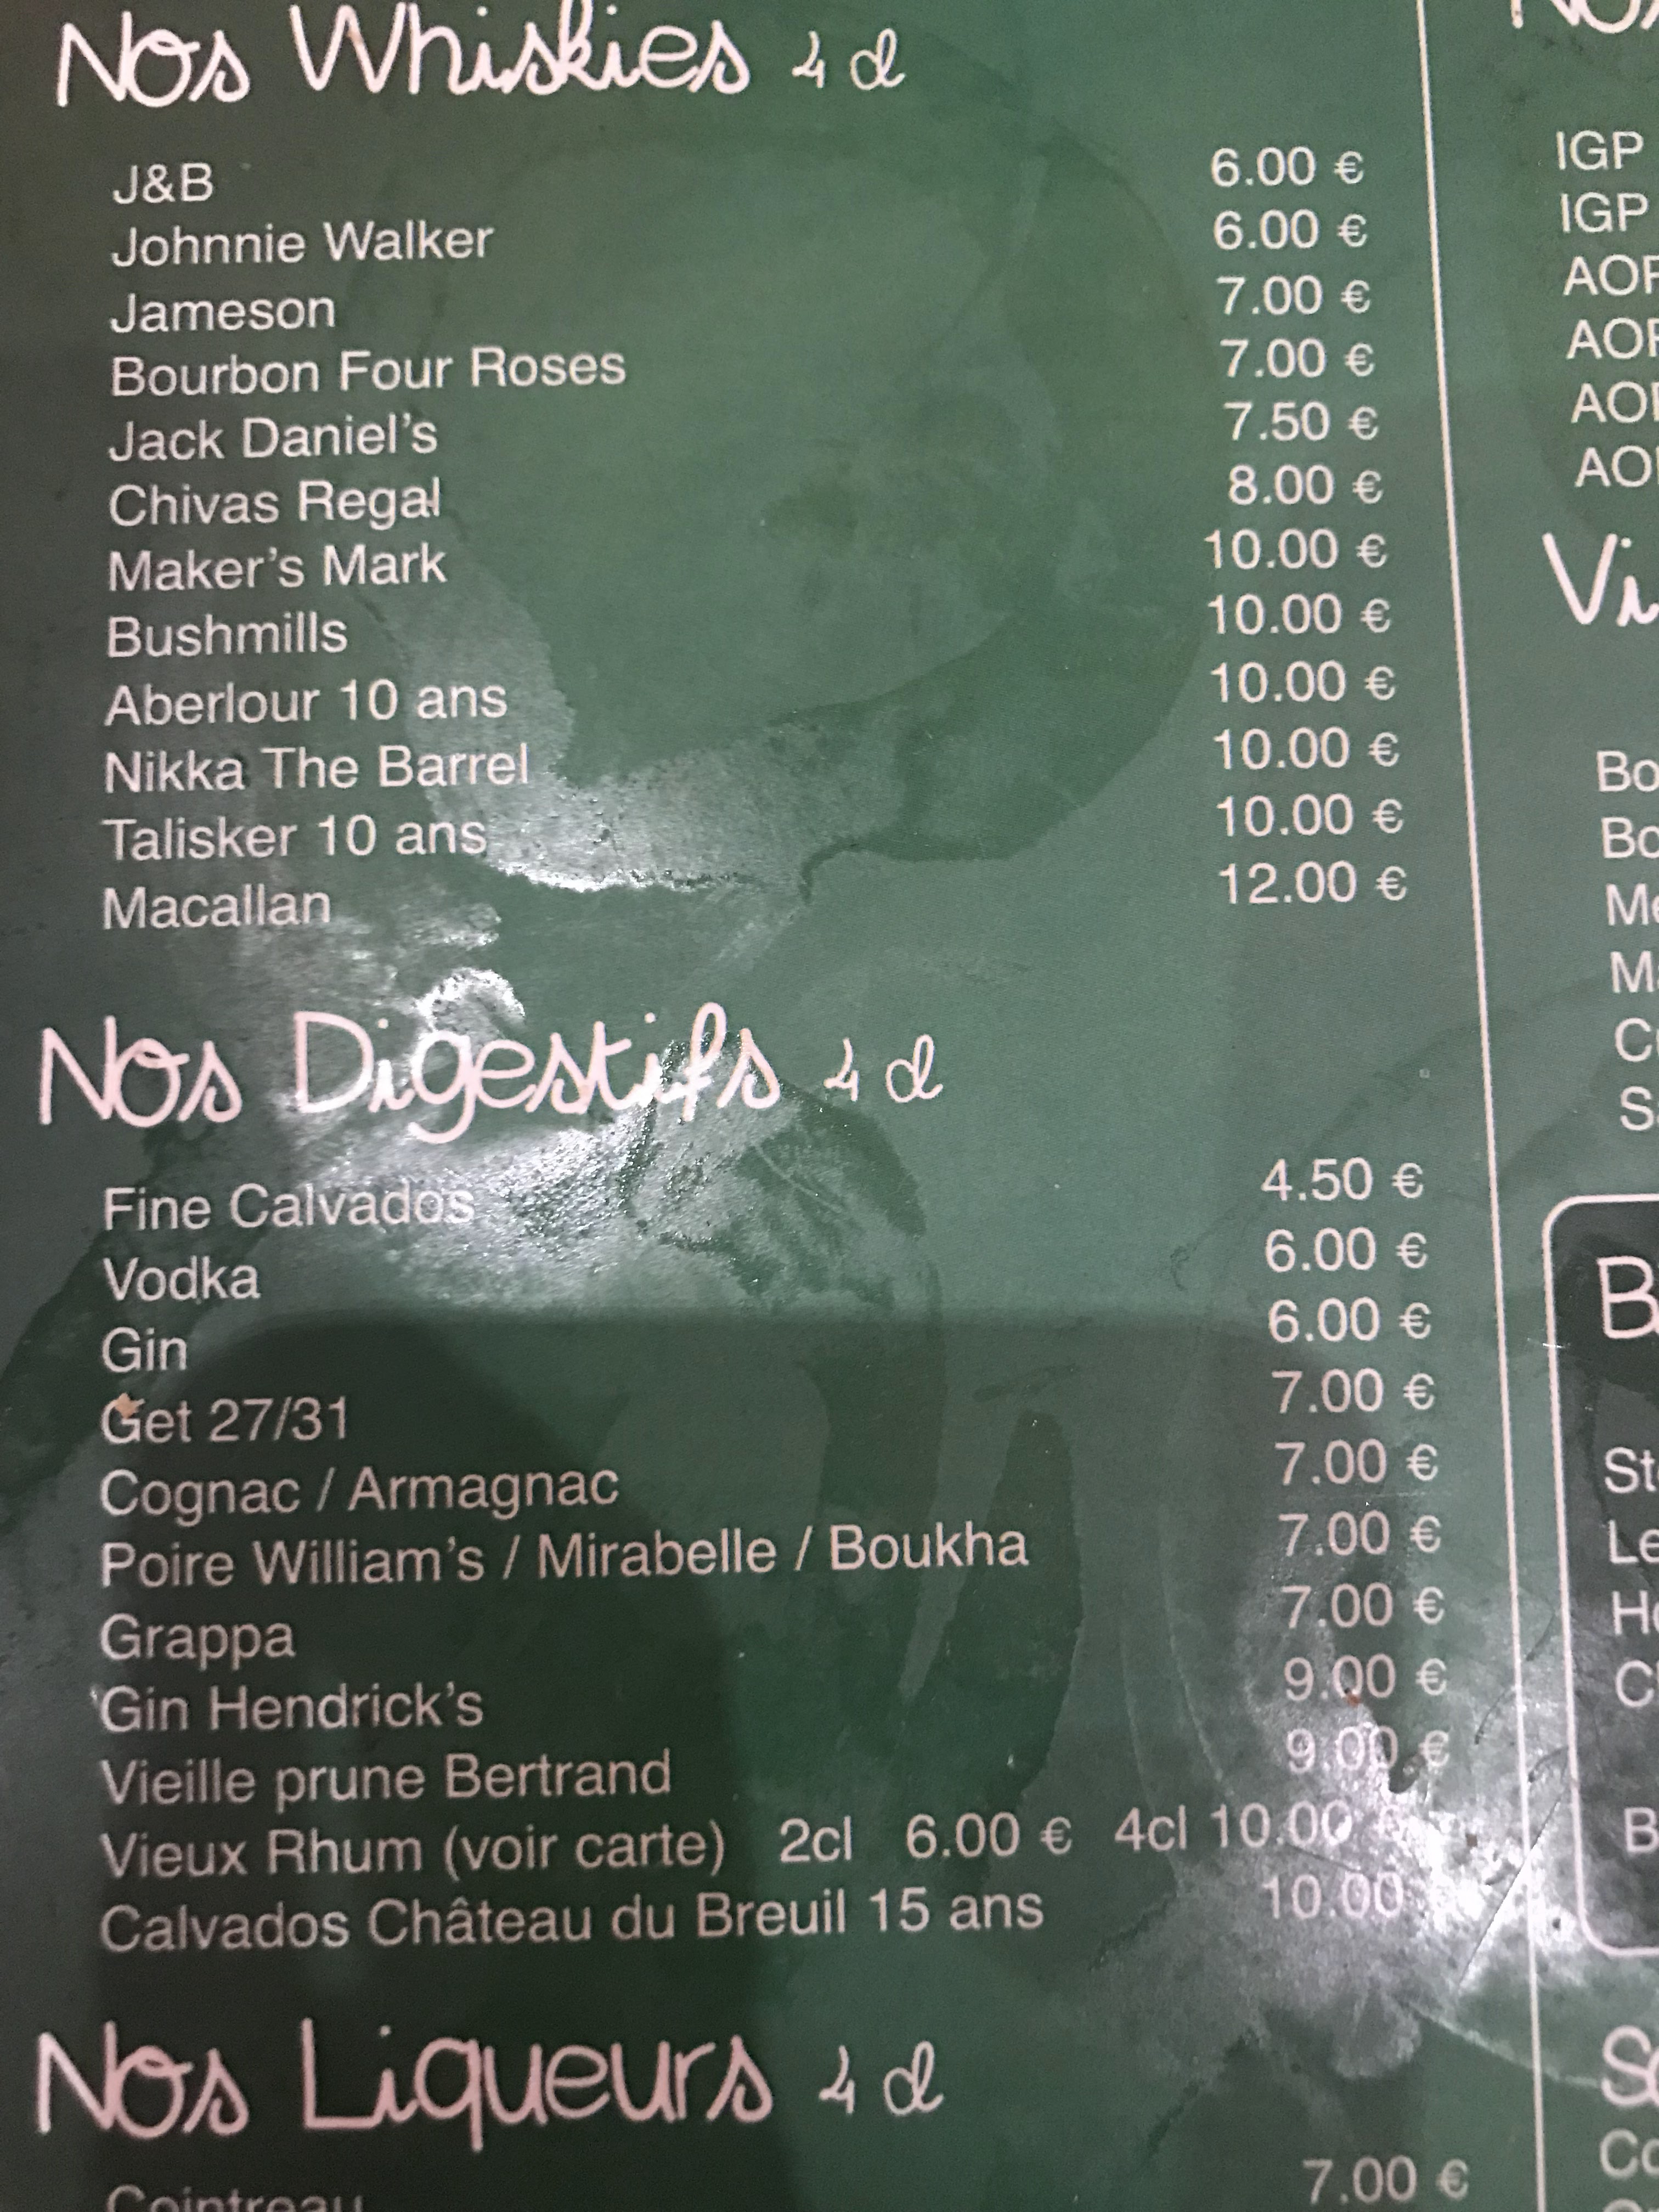 Nos Whiskies 4 cl
J&B 6.00 €
Johnnie Walker 6.00 €
Jameson 7.00 €
Bourbon Four Roses 7.00 €
Jack Daniel's 7.50 €
Chivas Regal 8.00 €
Maker's Mark 10.00 €
Bushmills 10.00 €
Aberlour 10 ans 10.00 €
Nikka The Barrel 10.00 €
Talisker 10 ans 10.00 €
Macallan 12.00 €
Nos Digestifs 4 cl
Fine Calvados 4.50 €
Vodka 6.00 €
Gin 6.00 €
Get 27/31 7.00 €
Cognac / Armagnac 7.00 €
Poire William's / Mirabelle / Boukha 7.00 €
Grappa 7.00 €
Gin Hendrick's 9.00 €
Vieille prune Bertrand 9.00 €
Vieux Rhum (voir carte) 2cl 6.00 € 4cl 10.00 €
Calvados Château du Breuil 15 ans 10.00
Nos Liqueurs 4 cl
Cointreau 7.00 €
IGP
IGP